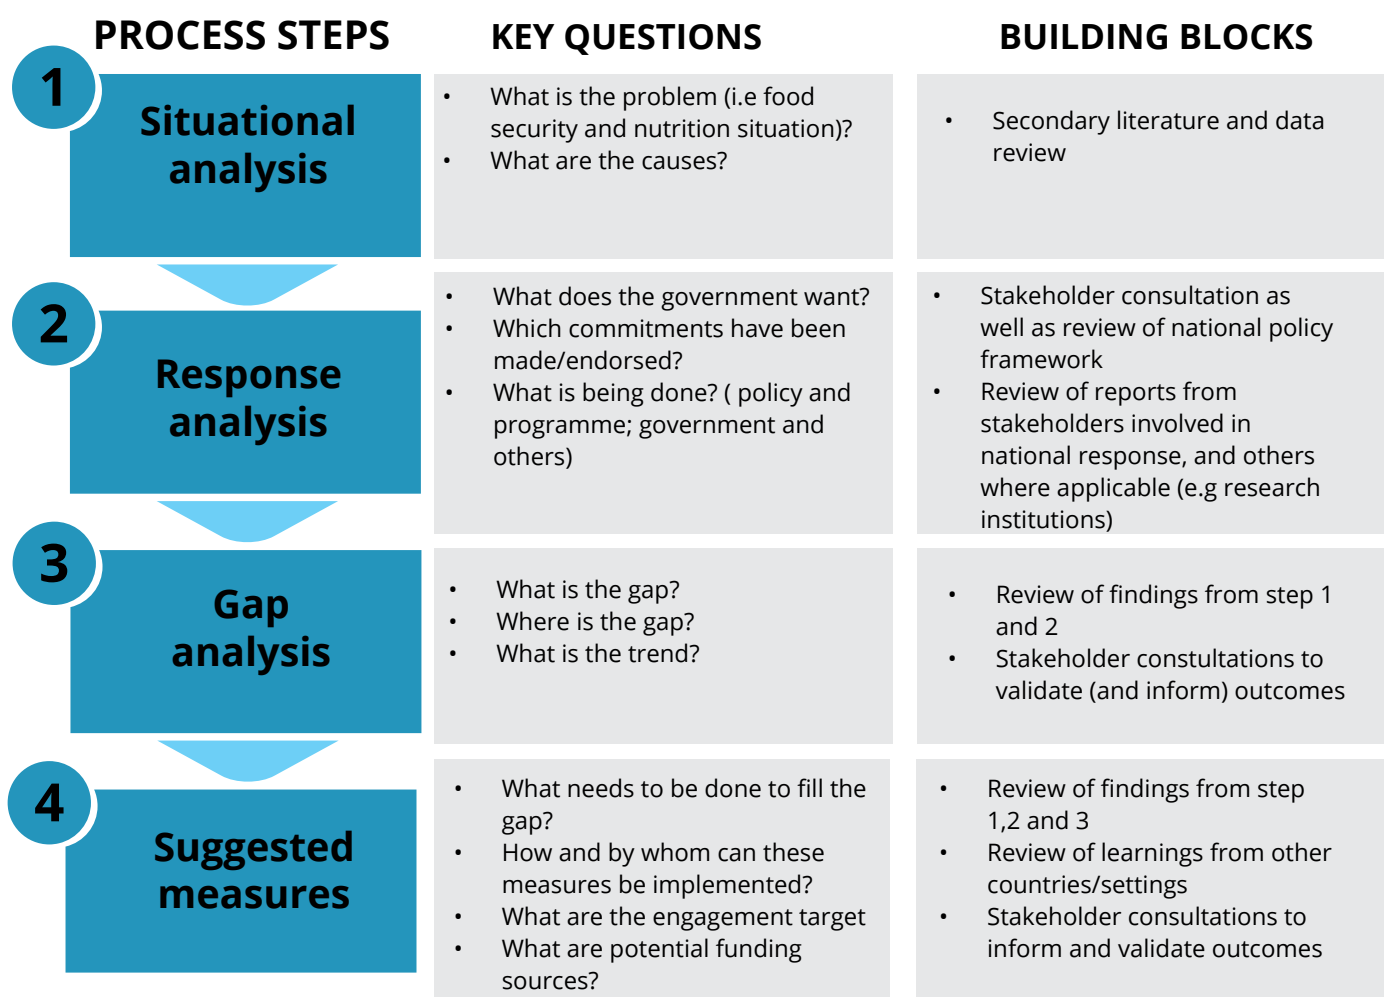 PROCESS STEPS
KEY QUESTIONS
BUILDING BLOCKS
1
Situational
analysis
• What is the problem (i.e food
security and nutrition situation)?
• What are the causes?
• Secondary literature and data
review
2
Response
analysis
• What does the government want?
• Which commitments have been
made/endorsed?
• What is being done? ( policy and
programme; government and
others)
• Stakeholder consultation as
well as review of national policy
framework
• Review of reports from
stakeholders involved in
national response, and others
where applicable (e.g research
institutions)
3
Gap
analysis
• What is the gap?
• Where is the gap?
• What is the trend?
• Review of findings from step 1
and 2
• Stakeholder constultations to
validate (and inform) outcomes
4
Suggested
measures
• What needs to be done to fill the
gap?
• How and by whom can these
measures be implemented?
• What are the engagement target
• What are potential funding
sources?
• Review of findings from step
1,2 and 3
• Review of learnings from other
countries/settings
• Stakeholder consultations to
inform and validate outcomes